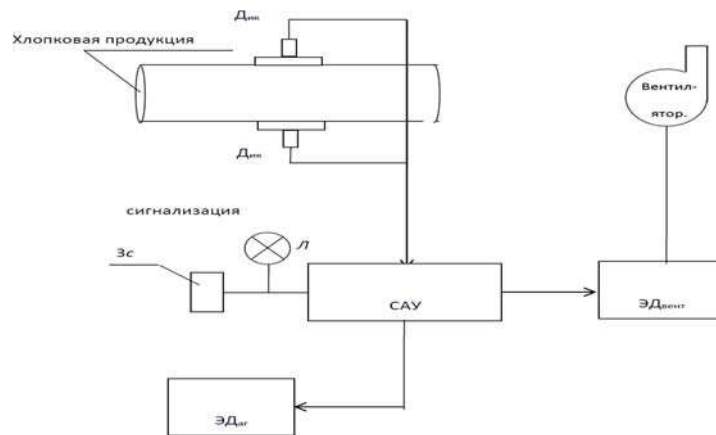 Дик
Хлопковая продукция
Вентил-
ятор.
Дик
сигнализация
Л
Зс
САУ
ЭДвент
ЭДаг